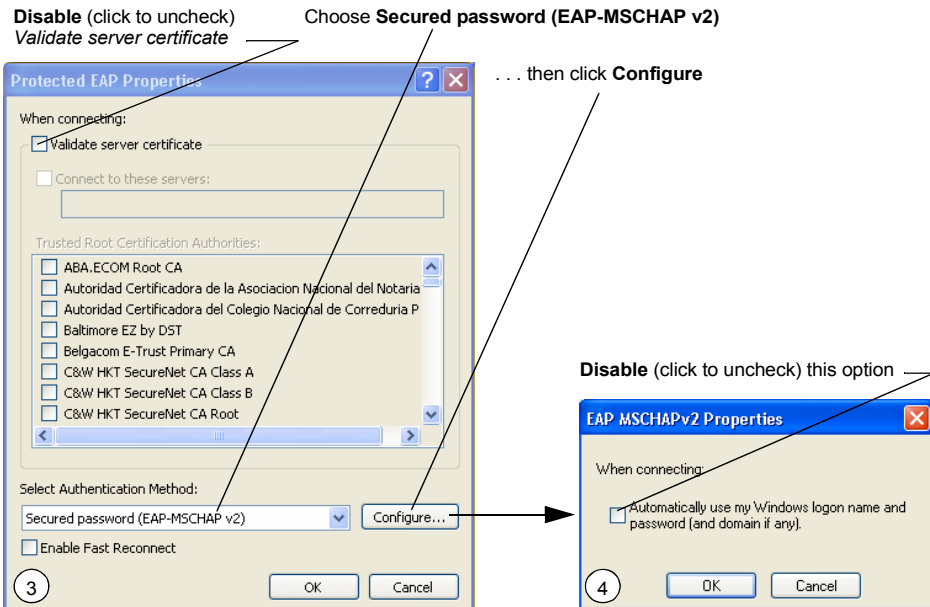 Disable (click to uncheck)
Validate server certificate
Choose Secured password (EAP-MSCHAP v2)
. . . then click Configure
Protected EAP Properties
When connecting:
Validate server certificate
Connect to these servers:
Trusted Root Certification Authorities:
ABA.ECOM Root CA
Autoridad Certificadora de la Asociacion Nacional del Notaria
Autoridad Certificadora del Colegio Nacional de Correduria P
Baltimore EZ by DST
Belgacom E-Trust Primary CA
C&W HKT SecureNet CA Class A
C&W HKT SecureNet CA Class B
C&W HKT SecureNet CA Root
Select Authentication Method:
Secured password (EAP-MSCHAP v2)
Configure...
Enable Fast Reconnect
3
OK
Cancel
Disable (click to uncheck) this option
EAP MSCHAPv2 Properties
When connecting:
Automatically use my Windows logon name and
password (and domain if any).
4
OK
Cancel